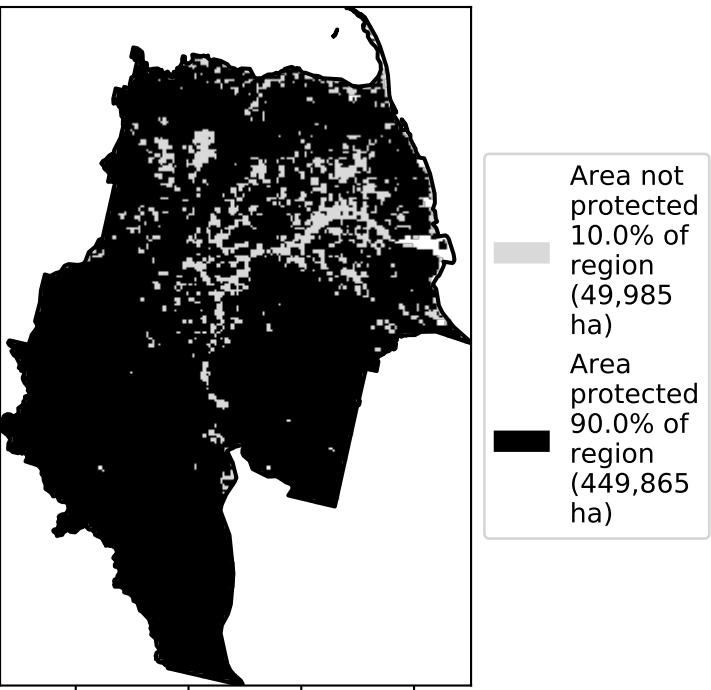 Area not
protected
10.0% of
region
(49,985
ha)
Area
protected
90.0% of
region
(449,865
ha)